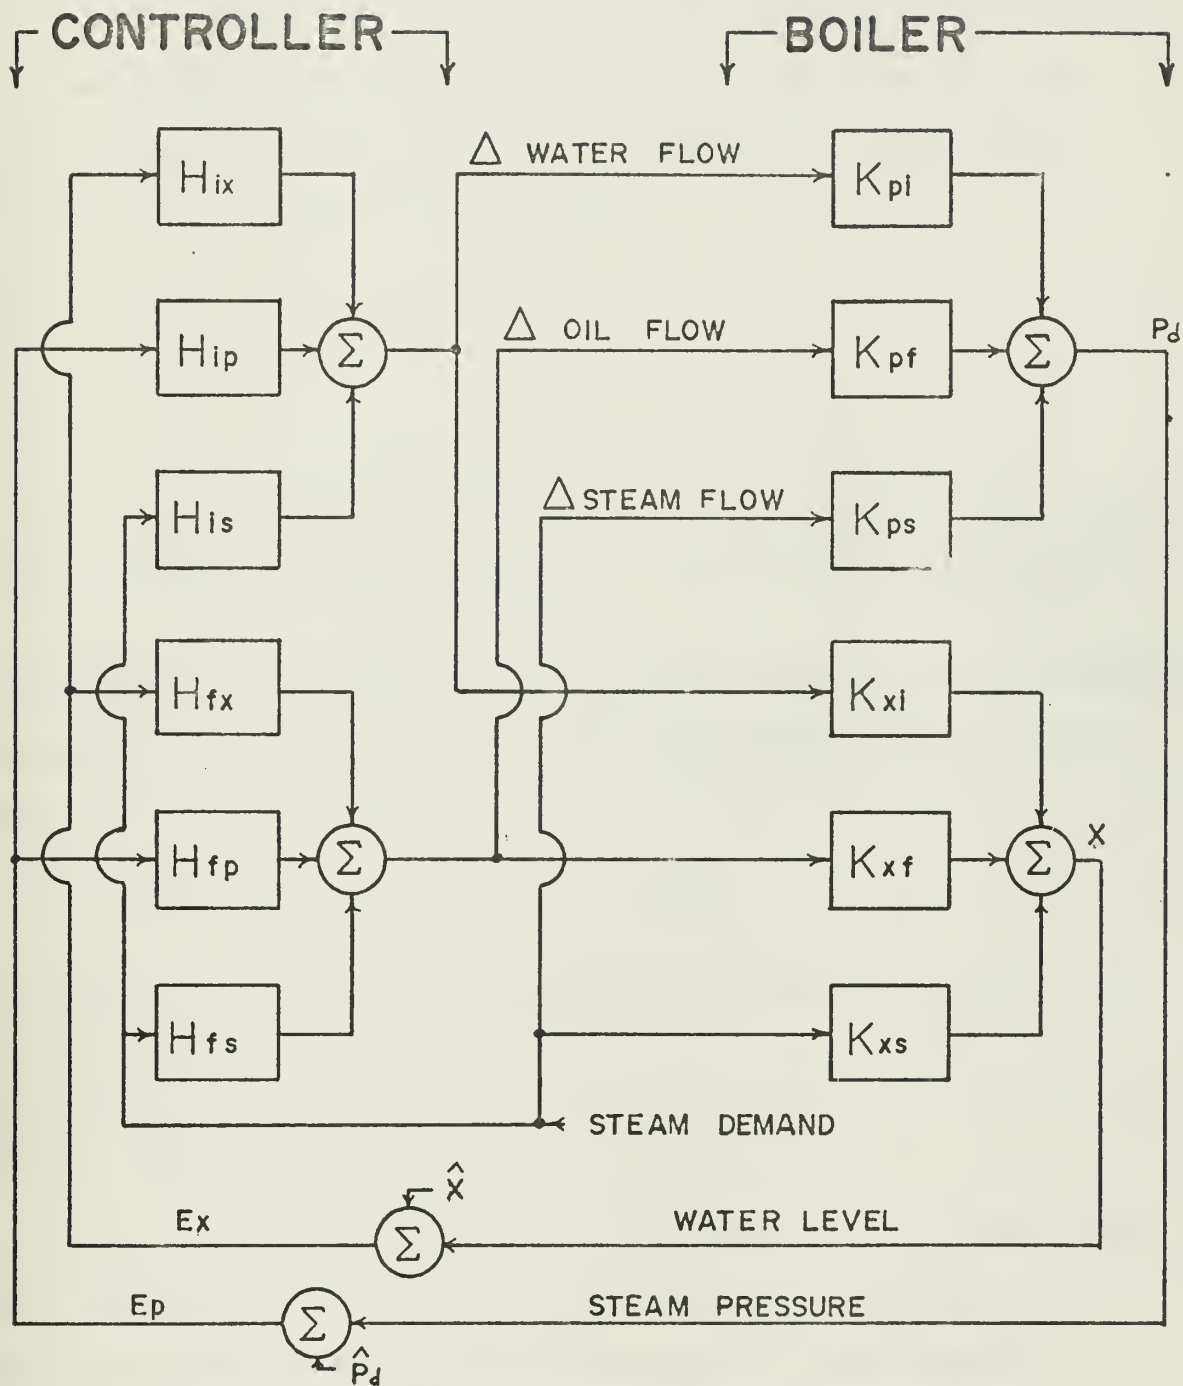 CONTROLLER
BOILER
Hix
Δ WATER FLOW
Kpi
Hip
Σ
Δ OIL FLOW
Kpf
Σ
Pd
His
Δ STEAM FLOW
Kps
Hfx
Kxi
Hfp
Σ
Kxf
Σ
X
Hfs
Kxs
STEAM DEMAND
X̂
Ex
Σ
WATER LEVEL
Ep
Σ
STEAM PRESSURE
P̂d